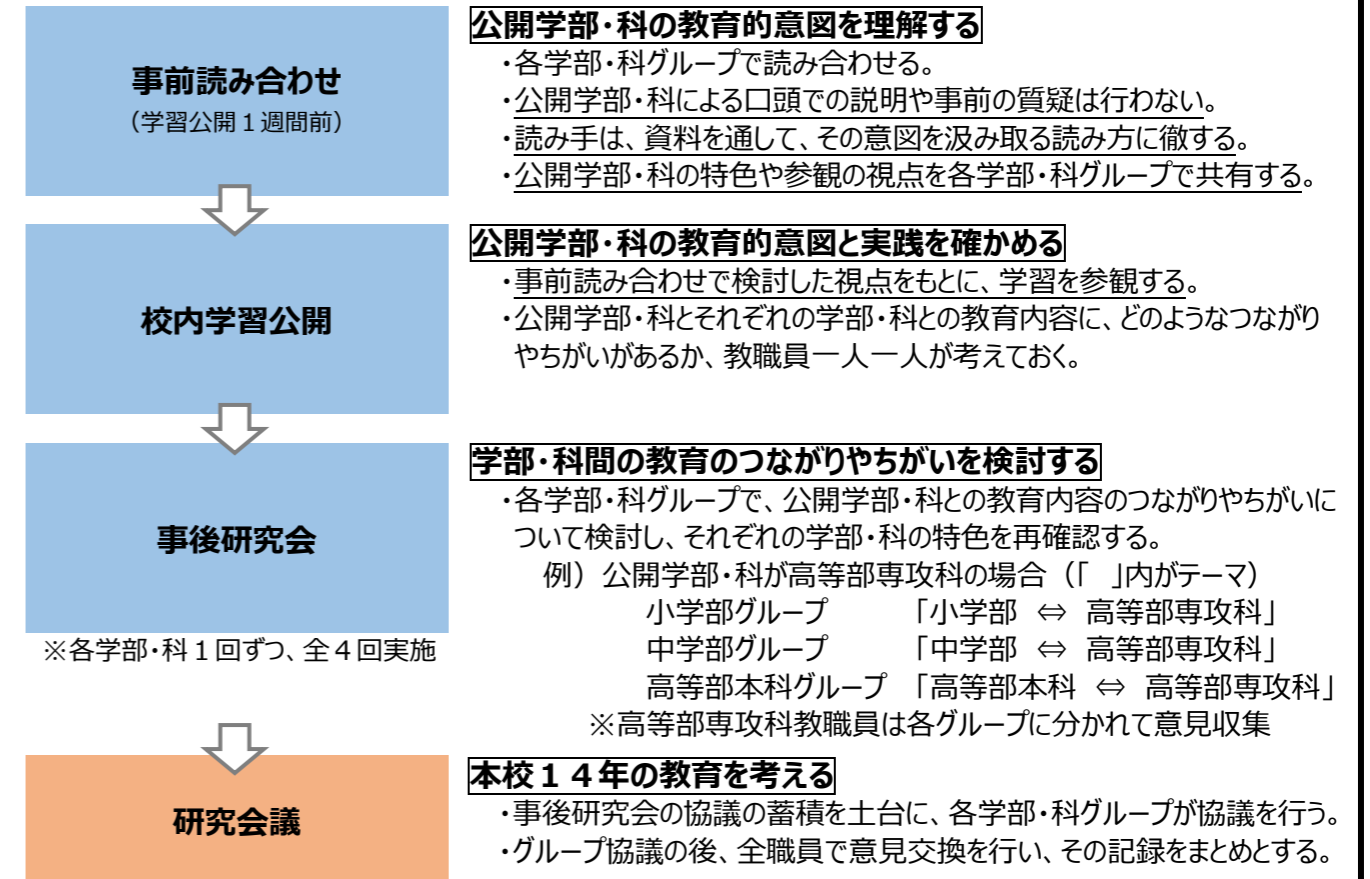 事前読み合わせ
（学習公開１週間前）
公開学部・科の教育的意図を理解する
・各学部・科グループで読み合わせる。
・公開学部・科による口頭での説明や事前の質疑は行わない。
・読み手は、資料を通して、その意図を汲み取る読み方に徹する。
・公開学部・科の特色や参観の視点を各学部・科グループで共有する。
校内学習公開
公開学部・科の教育的意図と実践を確かめる
・事前読み合わせで検討した視点をもとに、学習を参観する。
・公開学部・科とそれぞれの学部・科との教育内容に、どのようなつながり
やちがいがあるか、教職員一人一人が考えておく。
事後研究会
※各学部・科１回ずつ、全４回実施
学部・科間の教育のつながりやちがいを検討する
・各学部・科グループで、公開学部・科との教育内容のつながりやちがいに
ついて検討し、それぞれの学部・科の特色を再確認する。
例）公開学部・科が高等部専攻科の場合（「　」内がテーマ）
小学部グループ　「小学部 ⇔ 高等部専攻科」
中学部グループ　「中学部 ⇔ 高等部専攻科」
高等部本科グループ　「高等部本科 ⇔ 高等部専攻科」
※高等部専攻科教職員は各グループに分かれて意見収集
研究会議
本校１４年の教育を考える
・事後研究会の協議の蓄積を土台に、各学部・科グループが協議を行う。
・グループ協議の後、全職員で意見交換を行い、その記録をまとめとする。